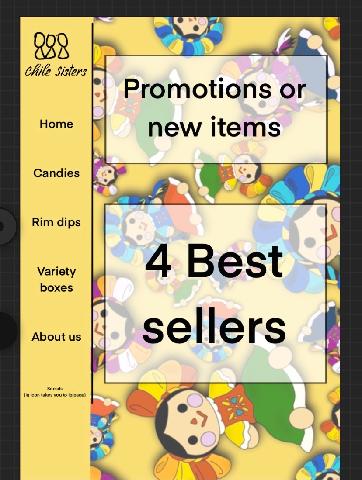 Chile Sisters
Home
Candies
Rim dips
Variety
boxes
About us
Promotions or
new items
4 Best
sellers